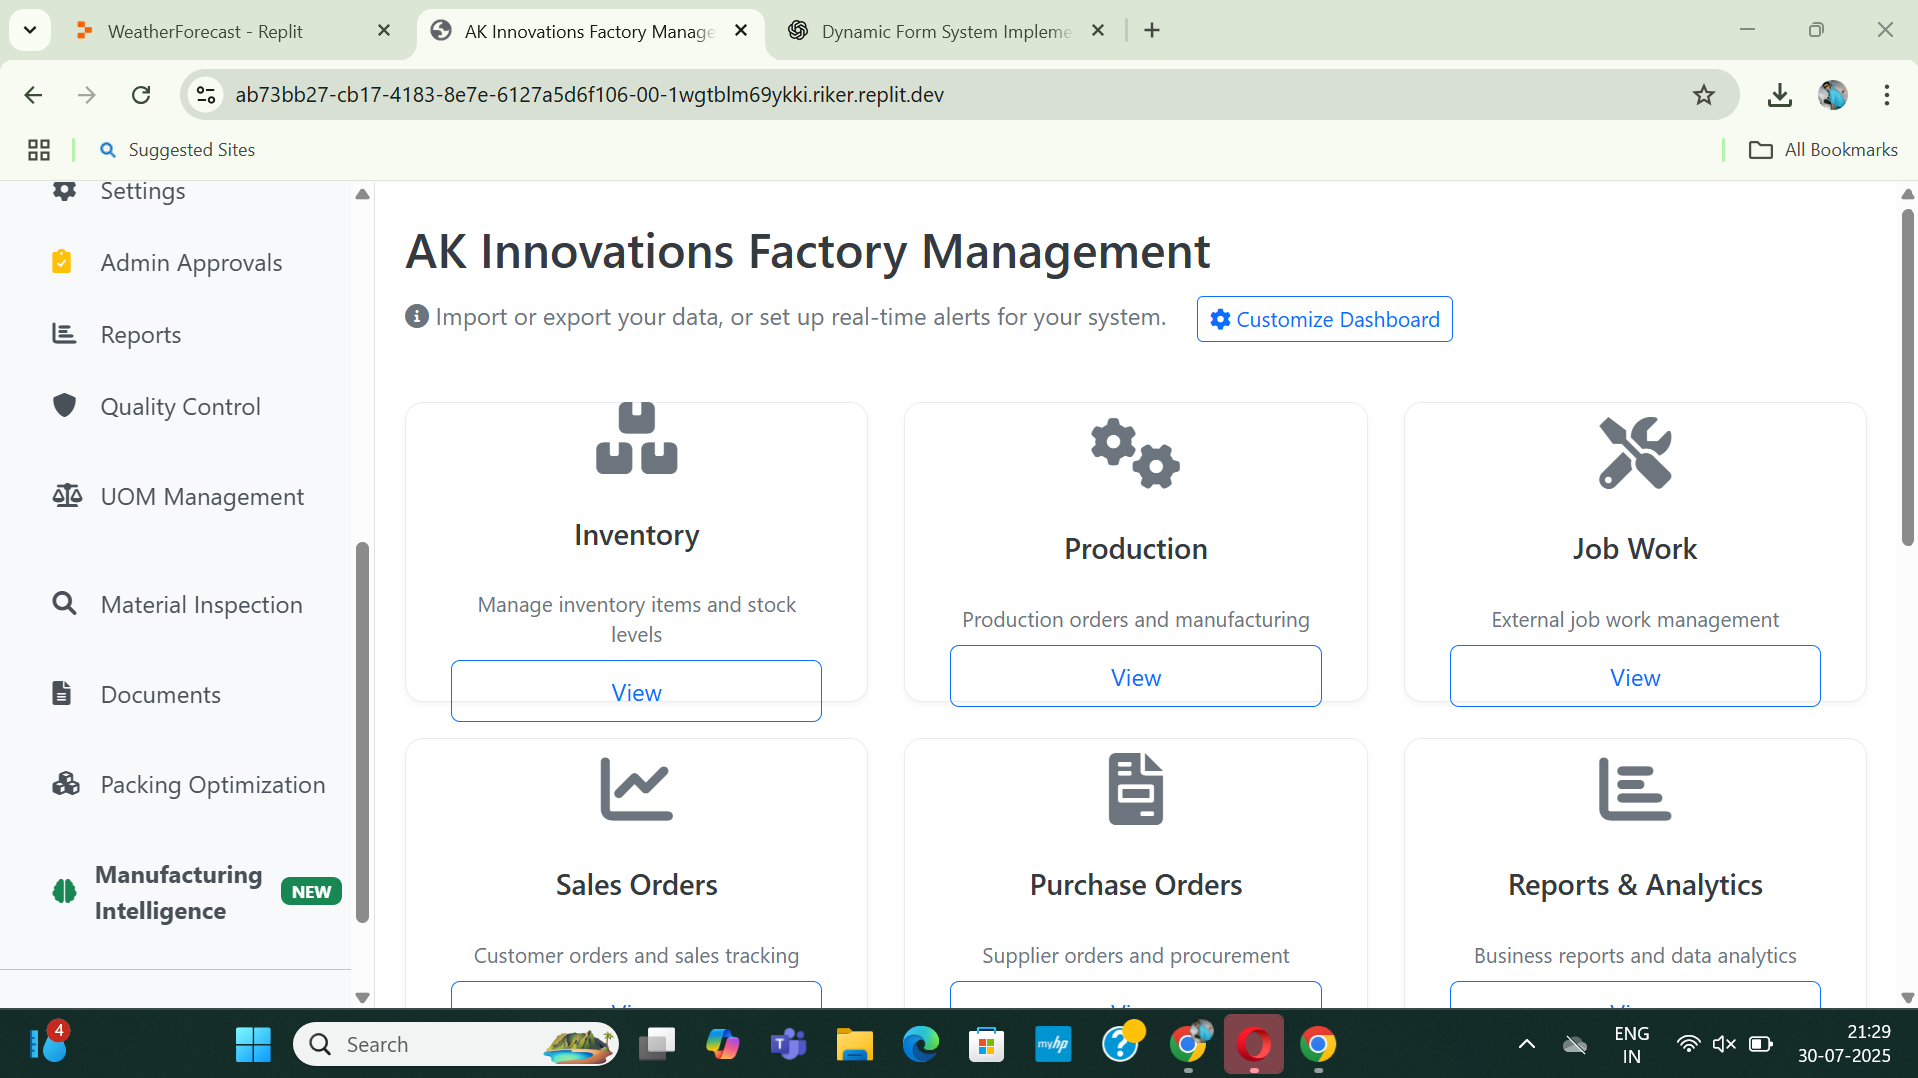 WeatherForecast - Replit
AK Innovations Factory Manage
Dynamic Form System Impleme
ab73bb27-cb17-4183-8e7e-6127a5d6f106-00-1wgtblm69ykki.riker.replit.dev
Suggested Sites
All Bookmarks
Settings
Admin Approvals
Reports
Quality Control
UOM Management
Material Inspection
Documents
Packing Optimization
Manufacturing
Intelligence
NEW
AK Innovations Factory Management
Import or export your data, or set up real-time alerts for your system.
Customize Dashboard
Inventory
Manage inventory items and stock
levels
View
Production
Production orders and manufacturing
View
Job Work
External job work management
View
Sales Orders
Customer orders and sales tracking
View
Purchase Orders
Supplier orders and procurement
View
Reports & Analytics
Business reports and data analytics
View
4
Search
myhp
ENG
IN
21:29
30-07-2025